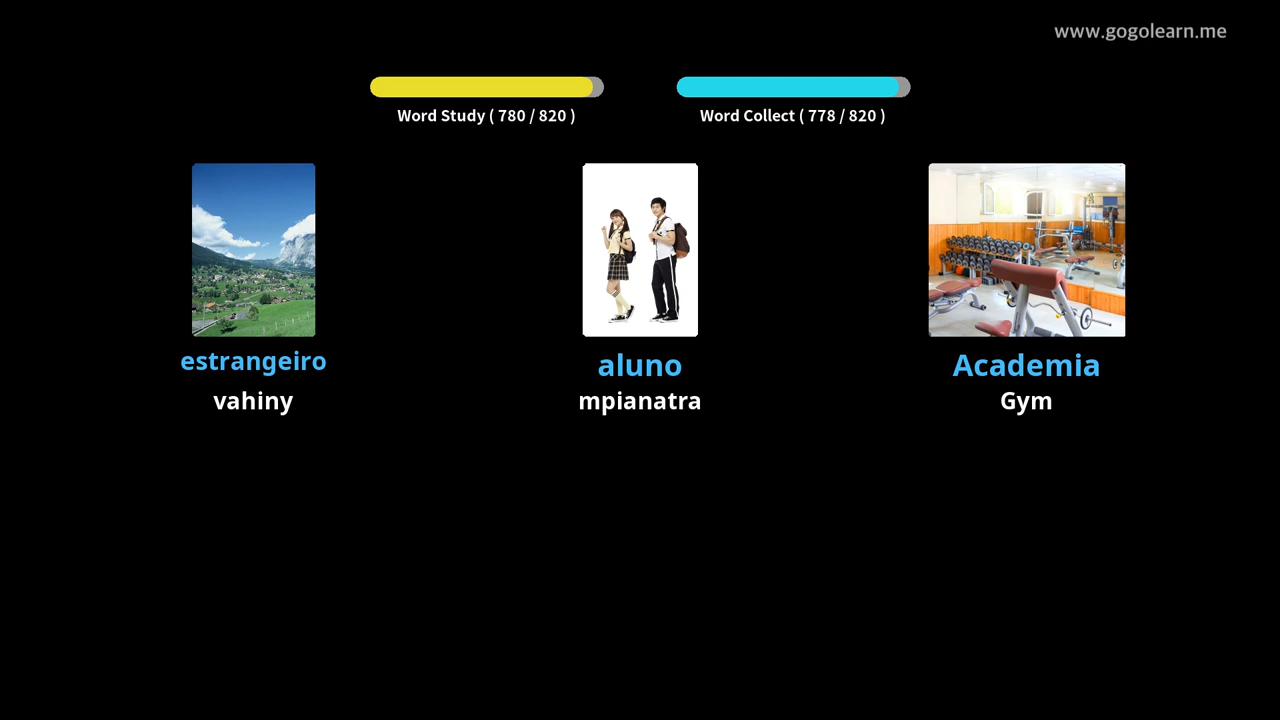 www.gogolearn.me
Word Study ( 780 / 820 )
Word Collect ( 778 / 820 )
estrangeiro
vahiny
aluno
mpianatra
Academia
Gym